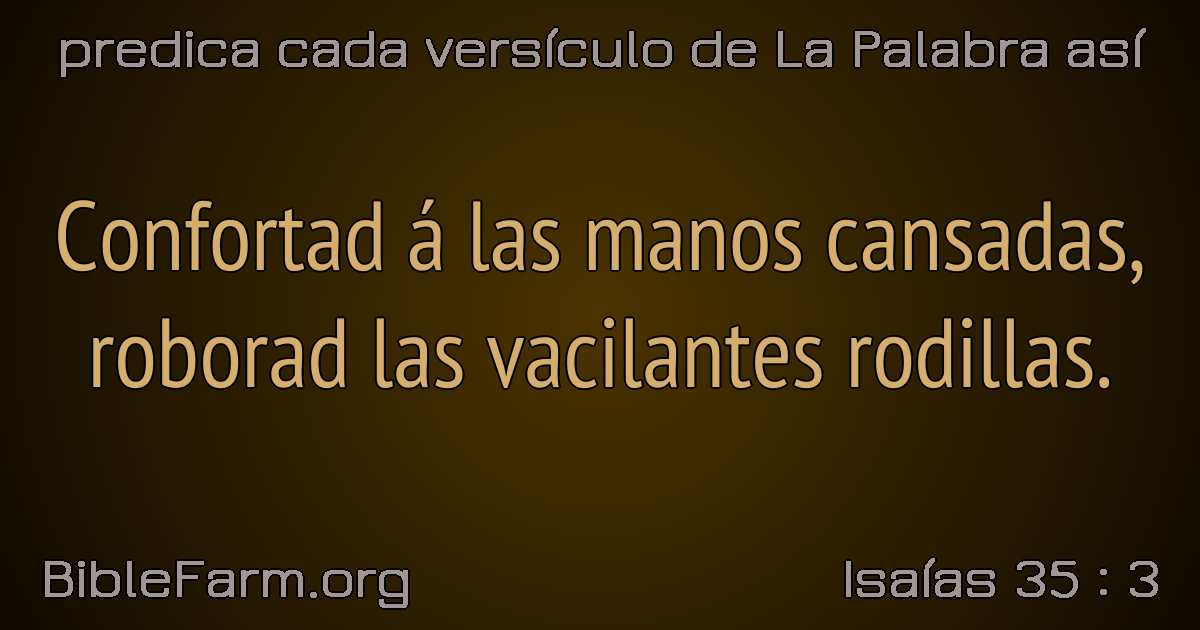 predica cada versículo de La Palabra así
Confortad á las manos cansadas,
roborad las vacilantes rodillas.
BibleFarm.org
Isaías 35 : 3